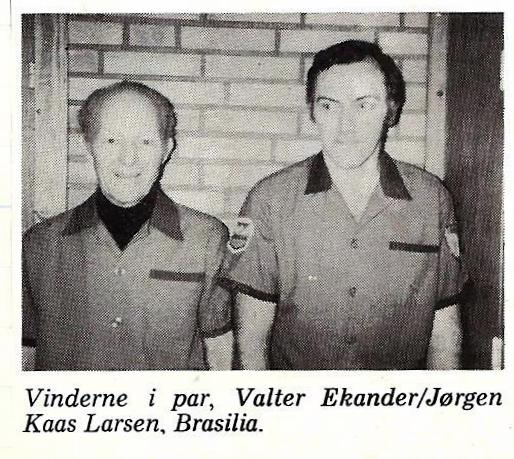 Vinderne i par, Valter Ekander/Jørgen
Kaas Larsen, Brasilia.